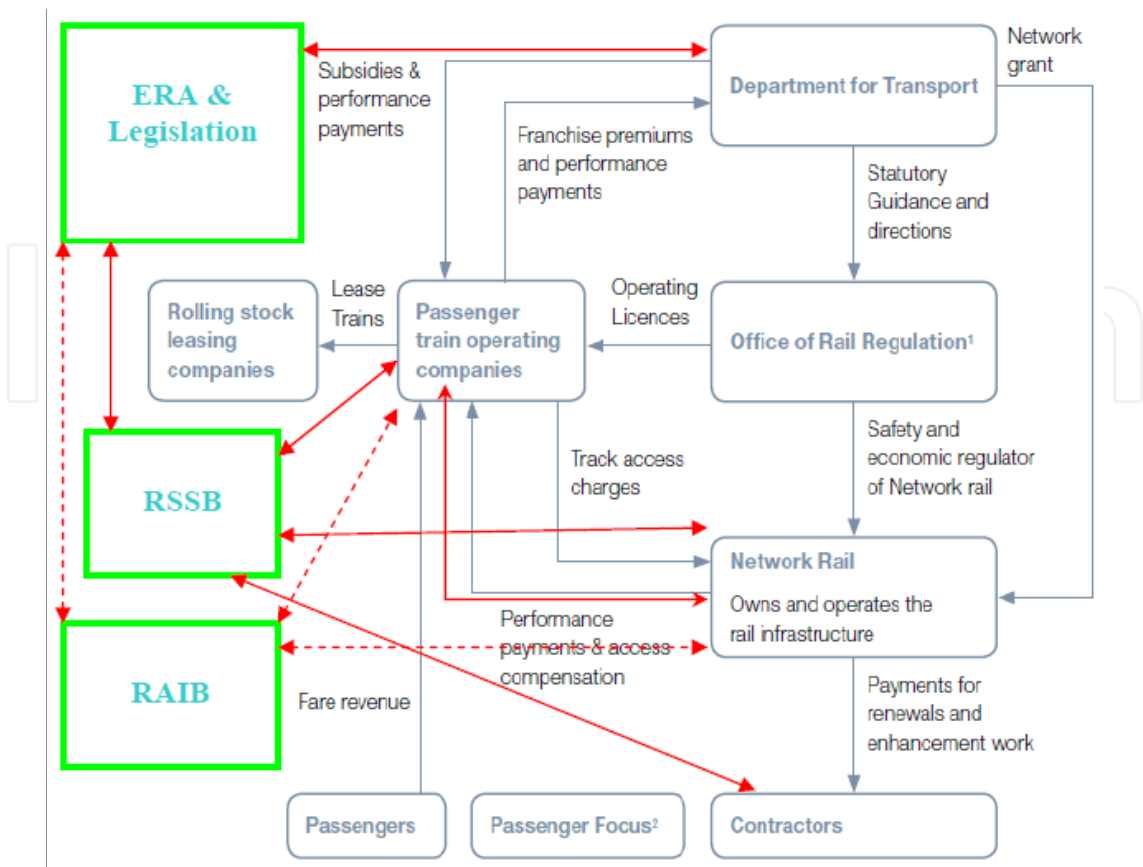 ERA &
Legislation
Subsidies &
performance
payments
Department for Transport
Network
grant
Franchise premiums
and performance
payments
Statutory
Guidance and
directions
Rolling stock
leasing
companies
Lease
Trains
Passenger
train operating
companies
Operating
Licences
Office of Rail Regulation¹
RSSB
Track access
charges
Safety and
economic regulator
of Network rail
Network Rail
Owns and operates the
rail infrastructure
RAIB
Performance
payments & access
compensation
Fare revenue
Payments for
renewals and
enhancement work
Passengers
Passenger Focus²
Contractors